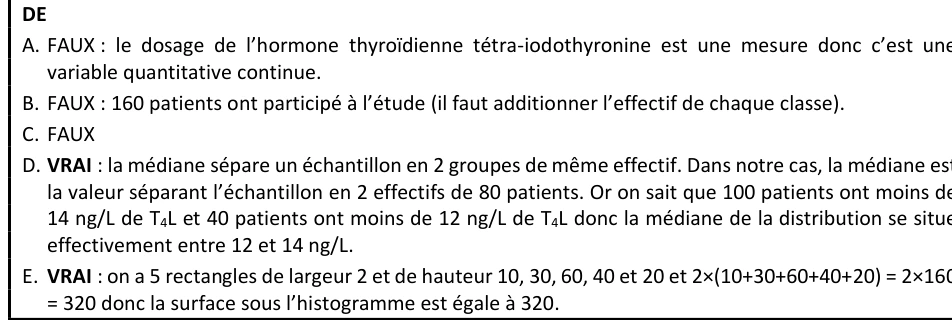 DE
A. FAUX : le dosage de l’hormone thyroïdienne tétra-iodothyronine est une mesure donc c’est une
variable quantitative continue.
B. FAUX : 160 patients ont participé à l’étude (il faut additionner l’effectif de chaque classe).
C. FAUX
D. VRAI : la médiane sépare un échantillon en 2 groupes de même effectif. Dans notre cas, la médiane est
la valeur séparant l’échantillon en 2 effectifs de 80 patients. Or on sait que 100 patients ont moins de
14 ng/L de T₄L et 40 patients ont moins de 12 ng/L de T₄L donc la médiane de la distribution se situe
effectivement entre 12 et 14 ng/L.
E. VRAI : on a 5 rectangles de largeur 2 et de hauteur 10, 30, 60, 40 et 20 et 2×(10+30+60+40+20) = 2×160
= 320 donc la surface sous l’histogramme est égale à 320.